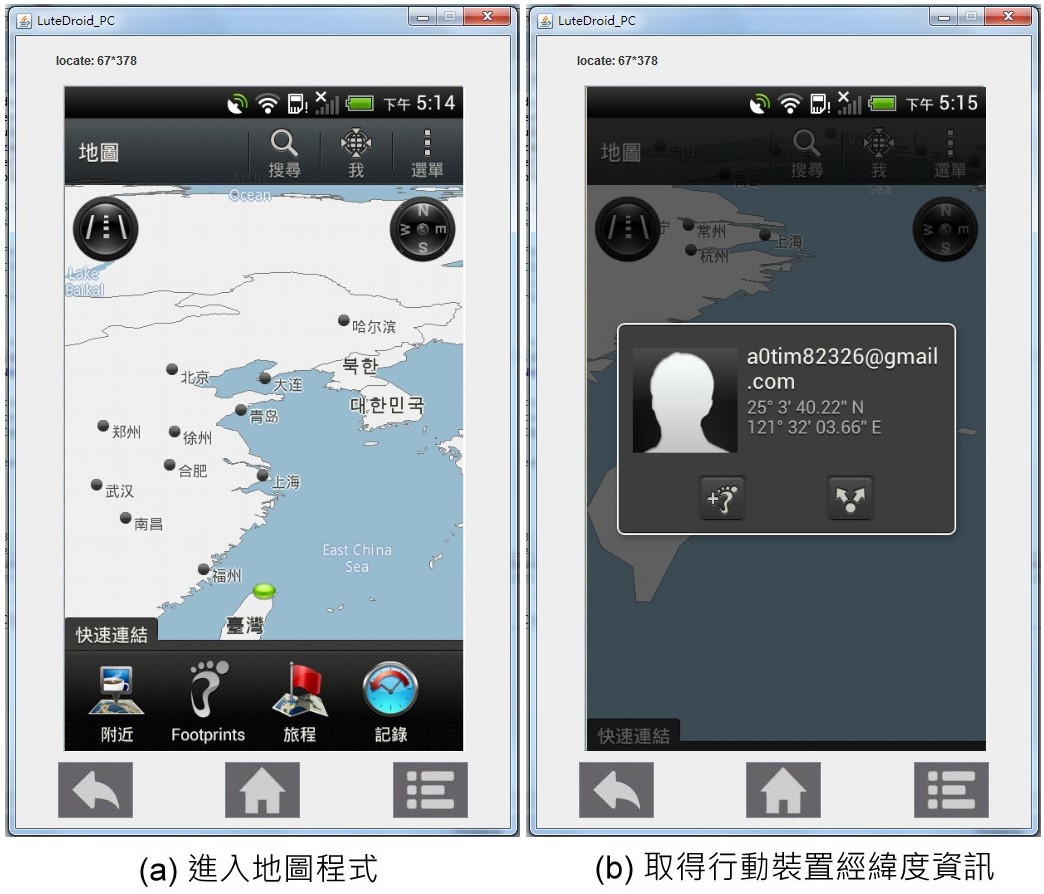 LuteDroid_PC
locate: 67*378
下午 5:14
地圖
搜尋
我
選單
Ocean
N
W
E
S
Lake
Baikal
哈尔滨
북한
北京
大连
대한민국
青岛
郑州
徐州
合肥
上海
武汉
南昌
East China
Sea
福州
臺灣
快速連結
附近
Footprints
旅程
記錄
(a) 進入地圖程式
LuteDroid_PC
locate: 67*378
下午 5:15
地圖
搜尋
我
選單
青岛
Sea
N
W
E
S
常州
上海
杭州
a0tim82326@gmail
.com
25° 3' 40.22" N
121° 32' 03.66" E
快速連結
(b) 取得行動裝置經緯度資訊